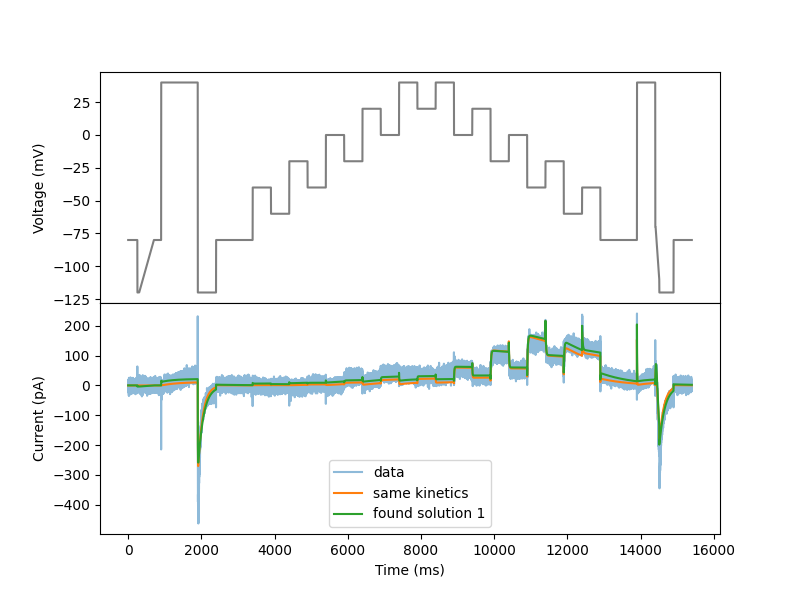 25
0
−25
−50
−75
−100
−125
Voltage (mV)
200
100
0
−100
−200
−300
−400
Current (pA)
data
same kinetics
found solution 1
0 2000 4000 6000 8000 10000 12000 14000 16000
Time (ms)